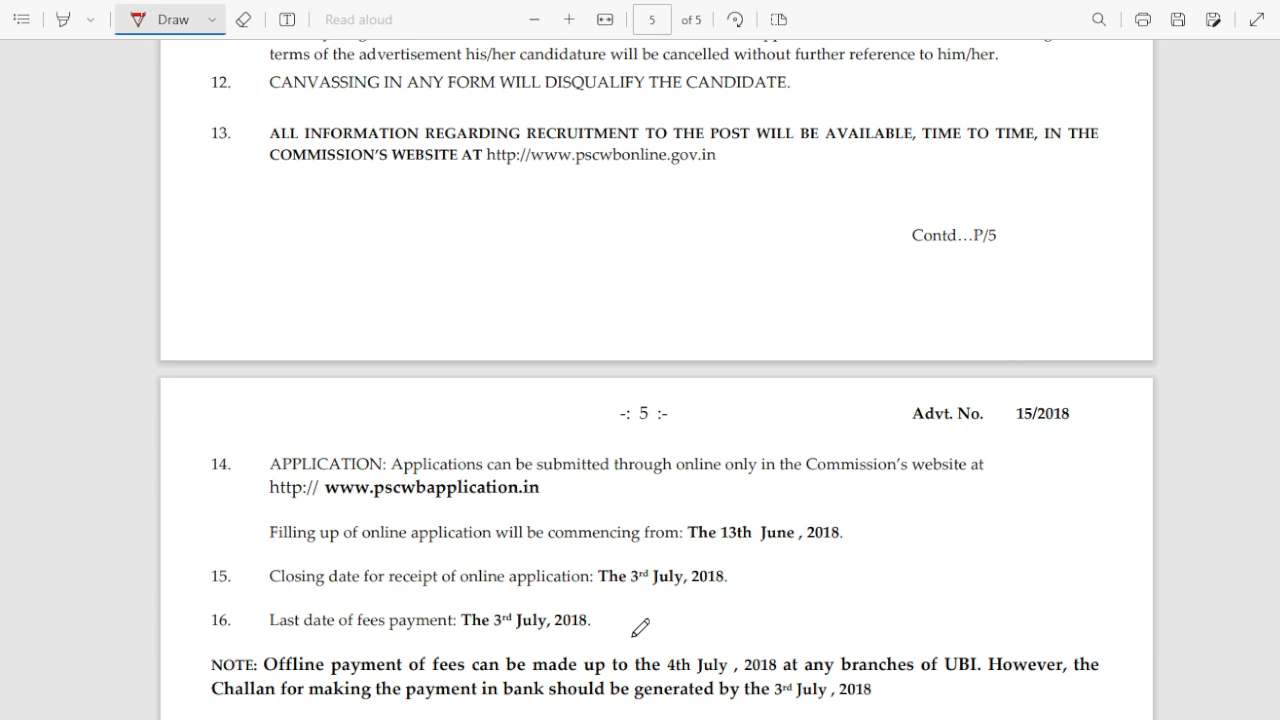 Draw
Read aloud
5 of 5
terms of the advertisement his/her candidature will be cancelled without further reference to him/her.
12. CANVASSING IN ANY FORM WILL DISQUALIFY THE CANDIDATE.
13. ALL INFORMATION REGARDING RECRUITMENT TO THE POST WILL BE AVAILABLE, TIME TO TIME, IN THE
COMMISSION'S WEBSITE AT http://www.pscwbonline.gov.in
Contd...P/5
-: 5 :- Advt. No. 15/2018
14. APPLICATION: Applications can be submitted through online only in the Commission's website at
http:// www.pscwbapplication.in
Filling up of online application will be commencing from: The 13th June , 2018.
15. Closing date for receipt of online application: The 3rd July, 2018.
16. Last date of fees payment: The 3rd July, 2018.
NOTE: Offline payment of fees can be made up to the 4th July , 2018 at any branches of UBI. However, the
Challan for making the payment in bank should be generated by the 3rd July , 2018